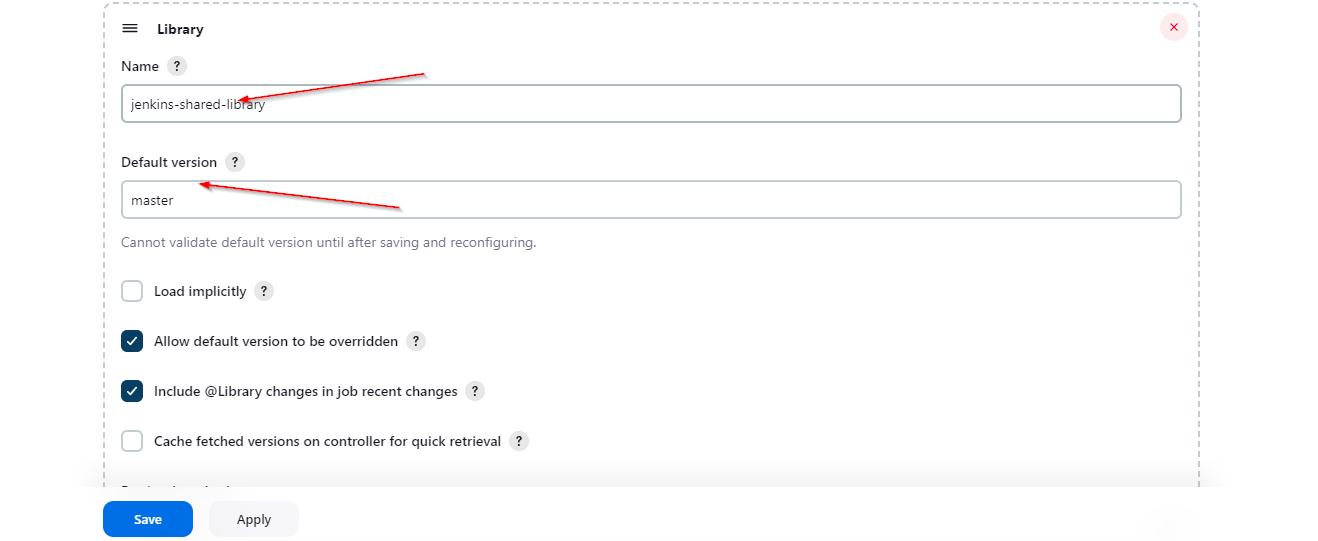 Library
Name ?
jenkins-shared-library
Default version ?
master
Cannot validate default version until after saving and reconfiguring.
Load implicitly ?
Allow default version to be overridden ?
Include @Library changes in job recent changes ?
Cache fetched versions on controller for quick retrieval ?
Save Apply